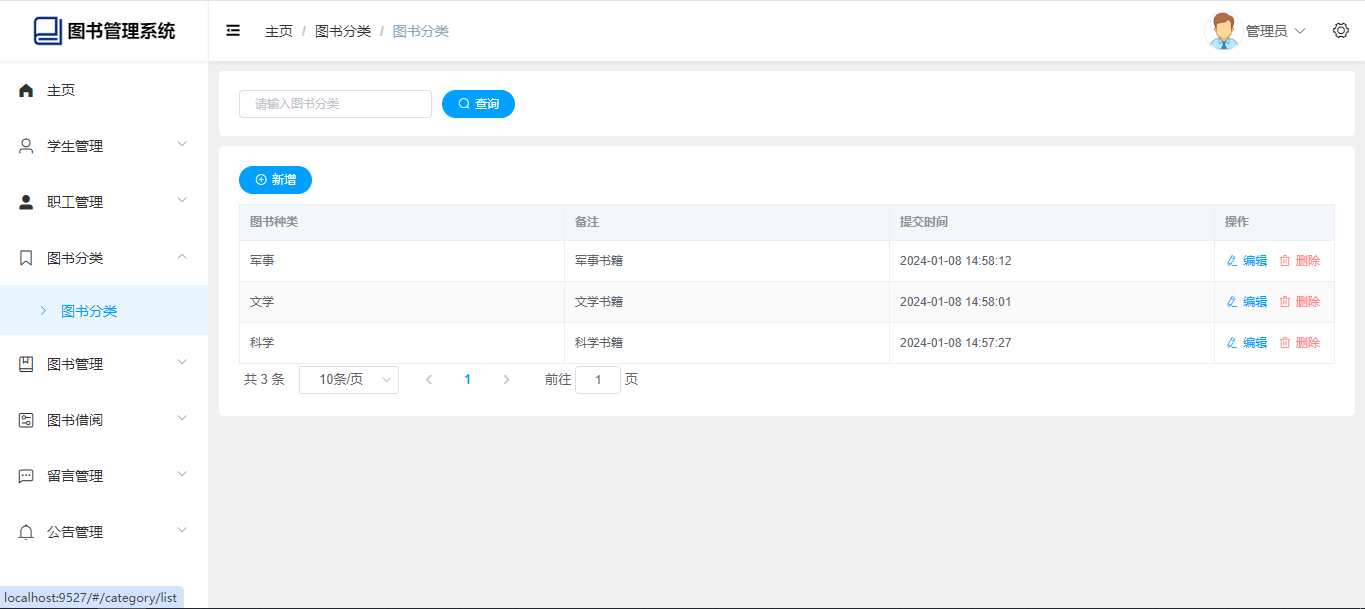 图书管理系统
主页 / 图书分类 / 图书分类
管理员
主页
学生管理
职工管理
图书分类
图书分类
图书管理
图书借阅
留言管理
公告管理
请输入图书分类
查询
新增
图书种类 备注 提交时间 操作
军事 军事书籍 2024-01-08 14:58:12 编辑 删除
文学 文学书籍 2024-01-08 14:58:01 编辑 删除
科学 科学书籍 2024-01-08 14:57:27 编辑 删除
共 3 条 10条/页 1 前往 1 页
localhost:9527/#/category/list